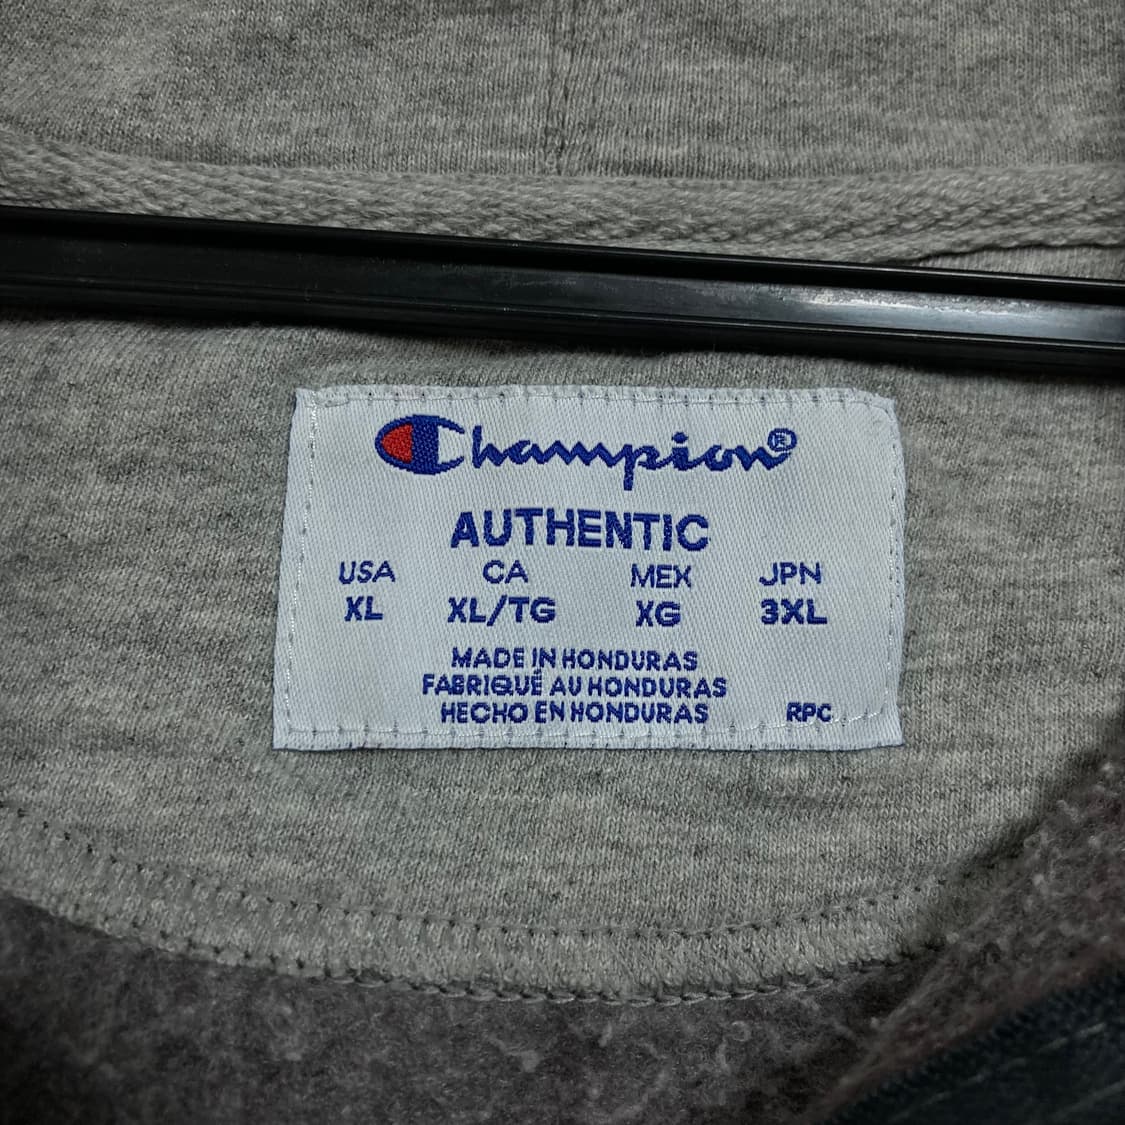 Champion®
AUTHENTIC
USA CA MEX JPN
XL XL/TG XG 3XL
MADE IN HONDURAS
FABRIQUÉ AU HONDURAS
HECHO EN HONDURAS RPC